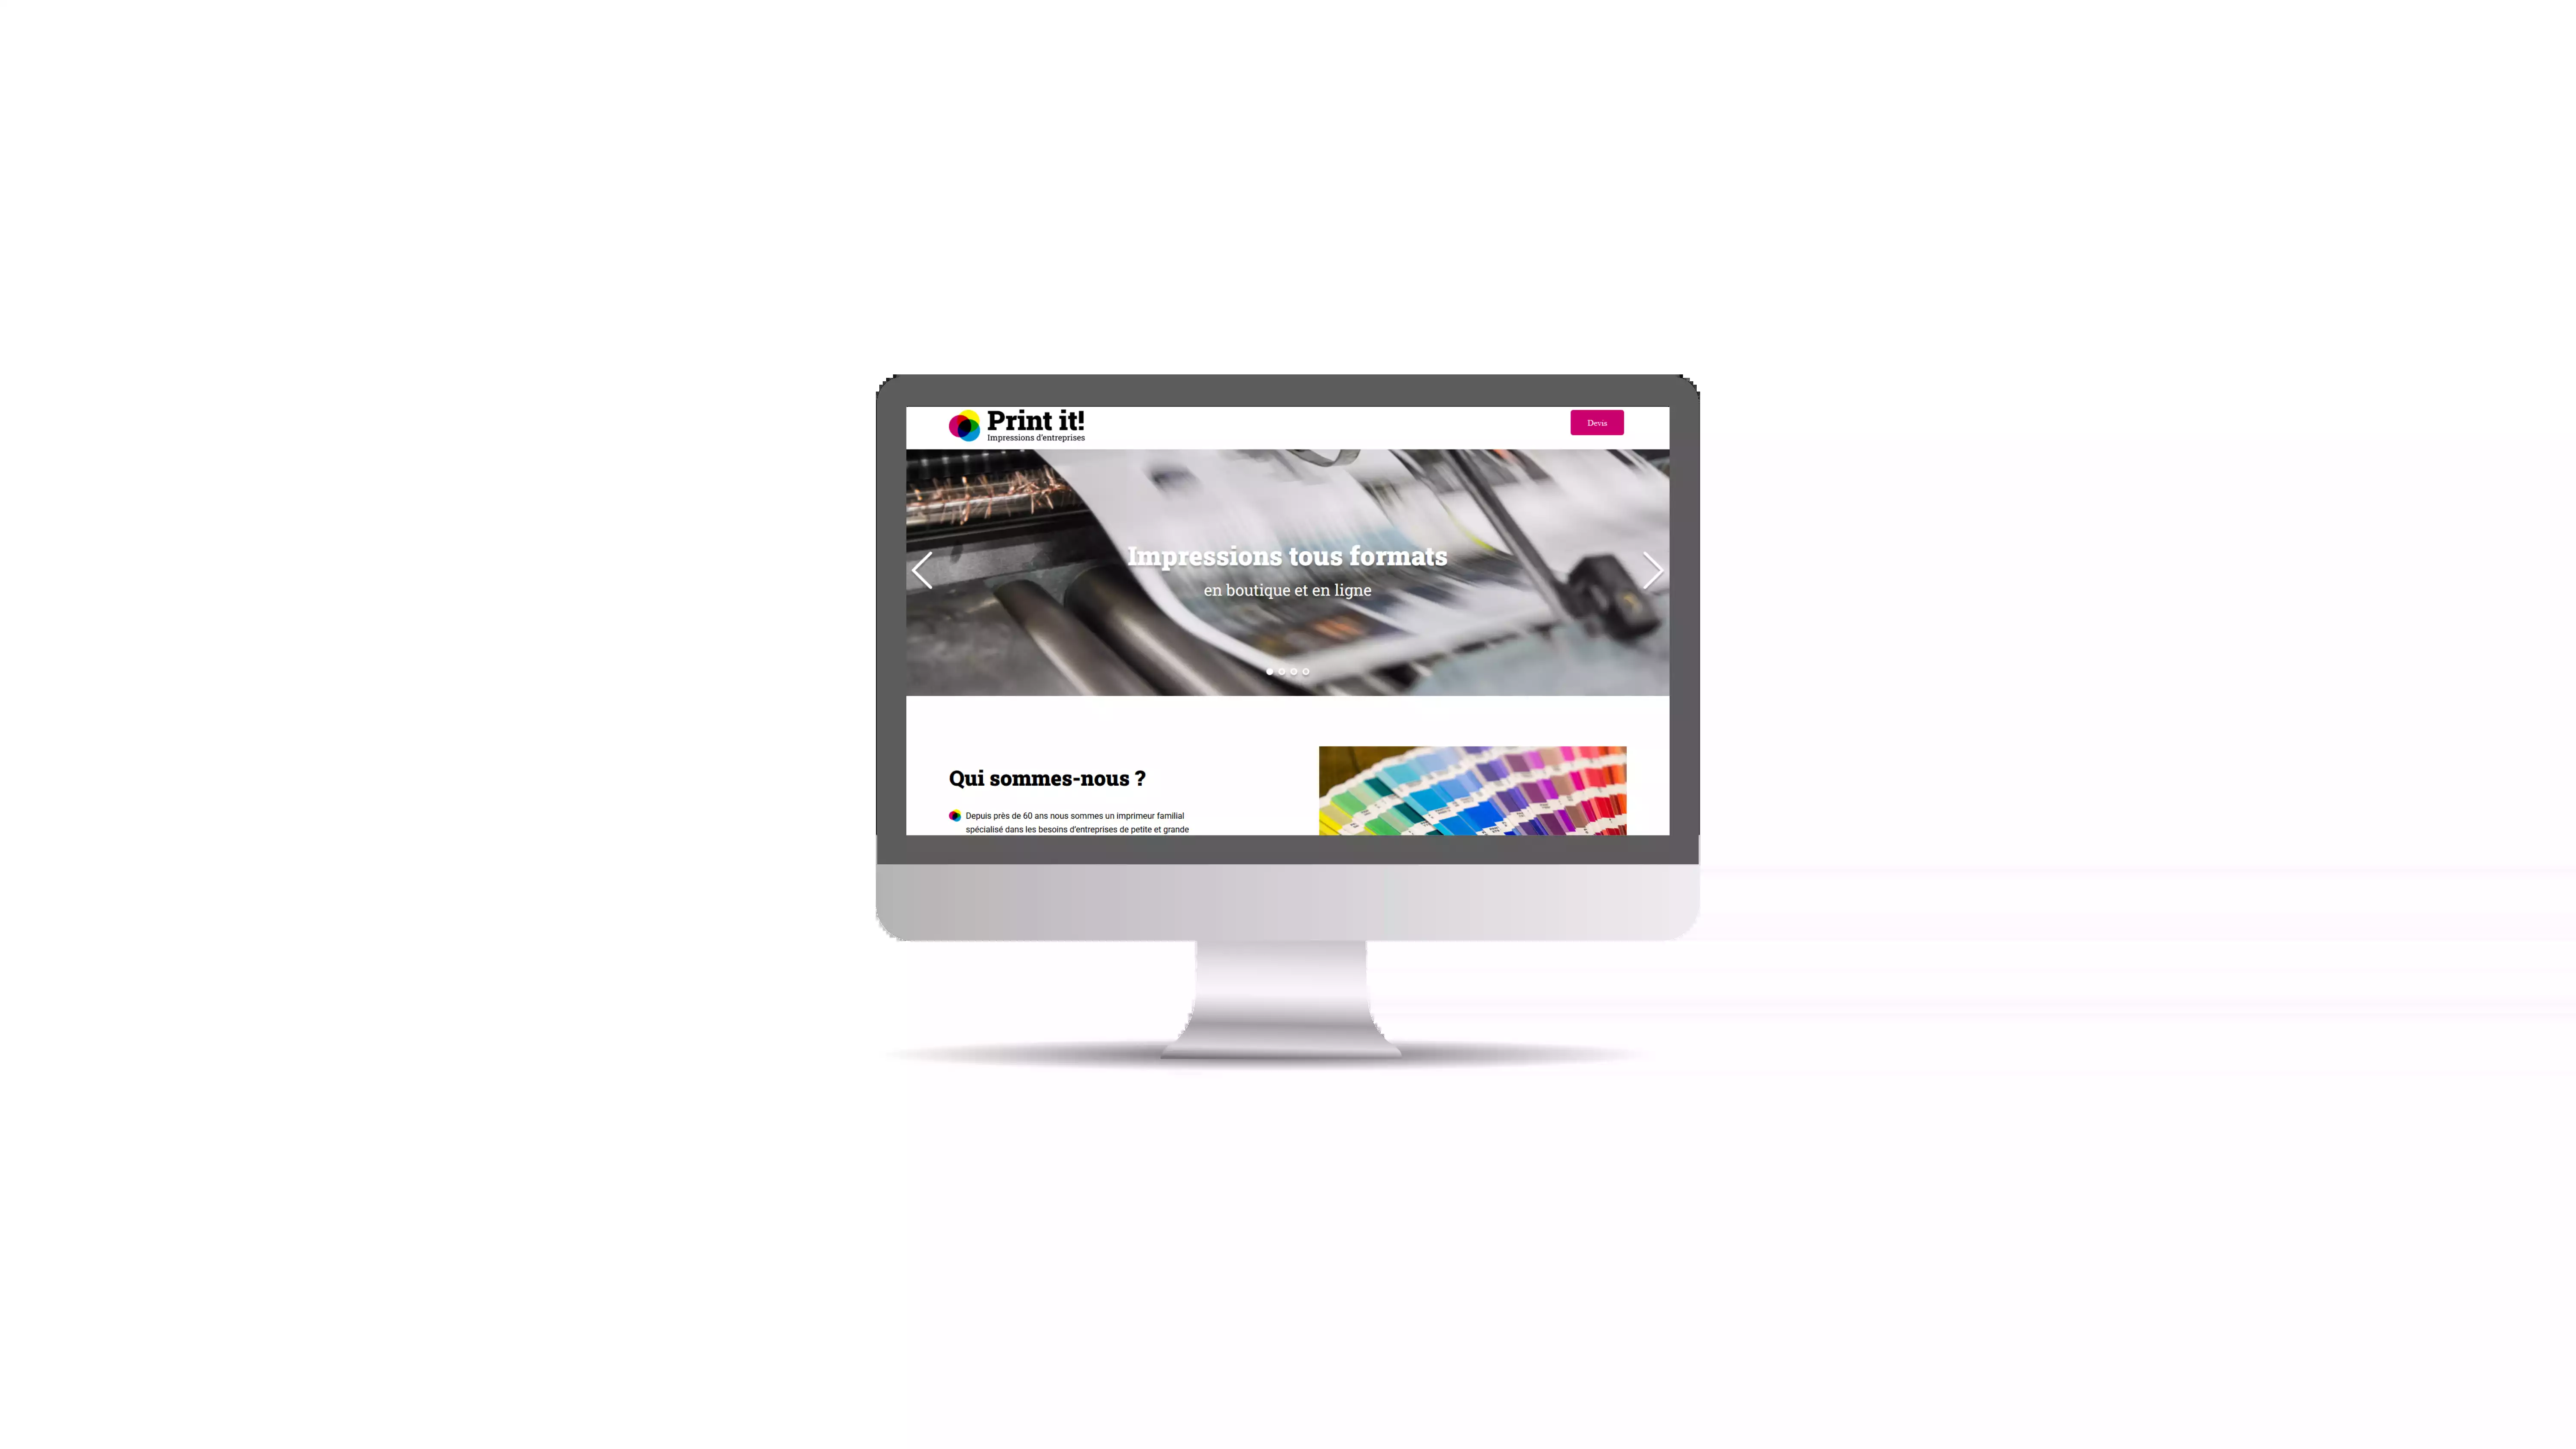 Print it!
Impressions d'entreprises
Devis
Impressions tous formats
en boutique et en ligne
Qui sommes-nous ?
Depuis près de 60 ans nous sommes un imprimeur familial
spécialisé dans les besoins d'entreprises de petite et grande